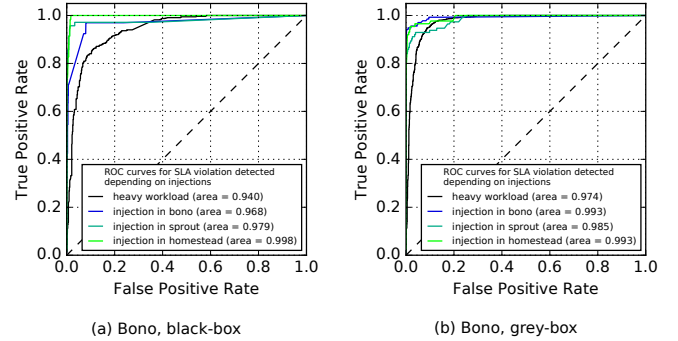 True Positive Rate
1.0
0.8
0.6
0.4
0.2
0.0
ROC curves for SLA violation detected
depending on injections
heavy workload (area = 0.940)
injection in bono (area = 0.968)
injection in sprout (area = 0.979)
injection in homestead (area = 0.998)
0.0 0.2 0.4 0.6 0.8 1.0
False Positive Rate
(a) Bono, black-box
True Positive Rate
1.0
0.8
0.6
0.4
0.2
0.0
ROC curves for SLA violation detected
depending on injections
heavy workload (area = 0.974)
injection in bono (area = 0.993)
injection in sprout (area = 0.985)
injection in homestead (area = 0.993)
0.0 0.2 0.4 0.6 0.8 1.0
False Positive Rate
(b) Bono, grey-box